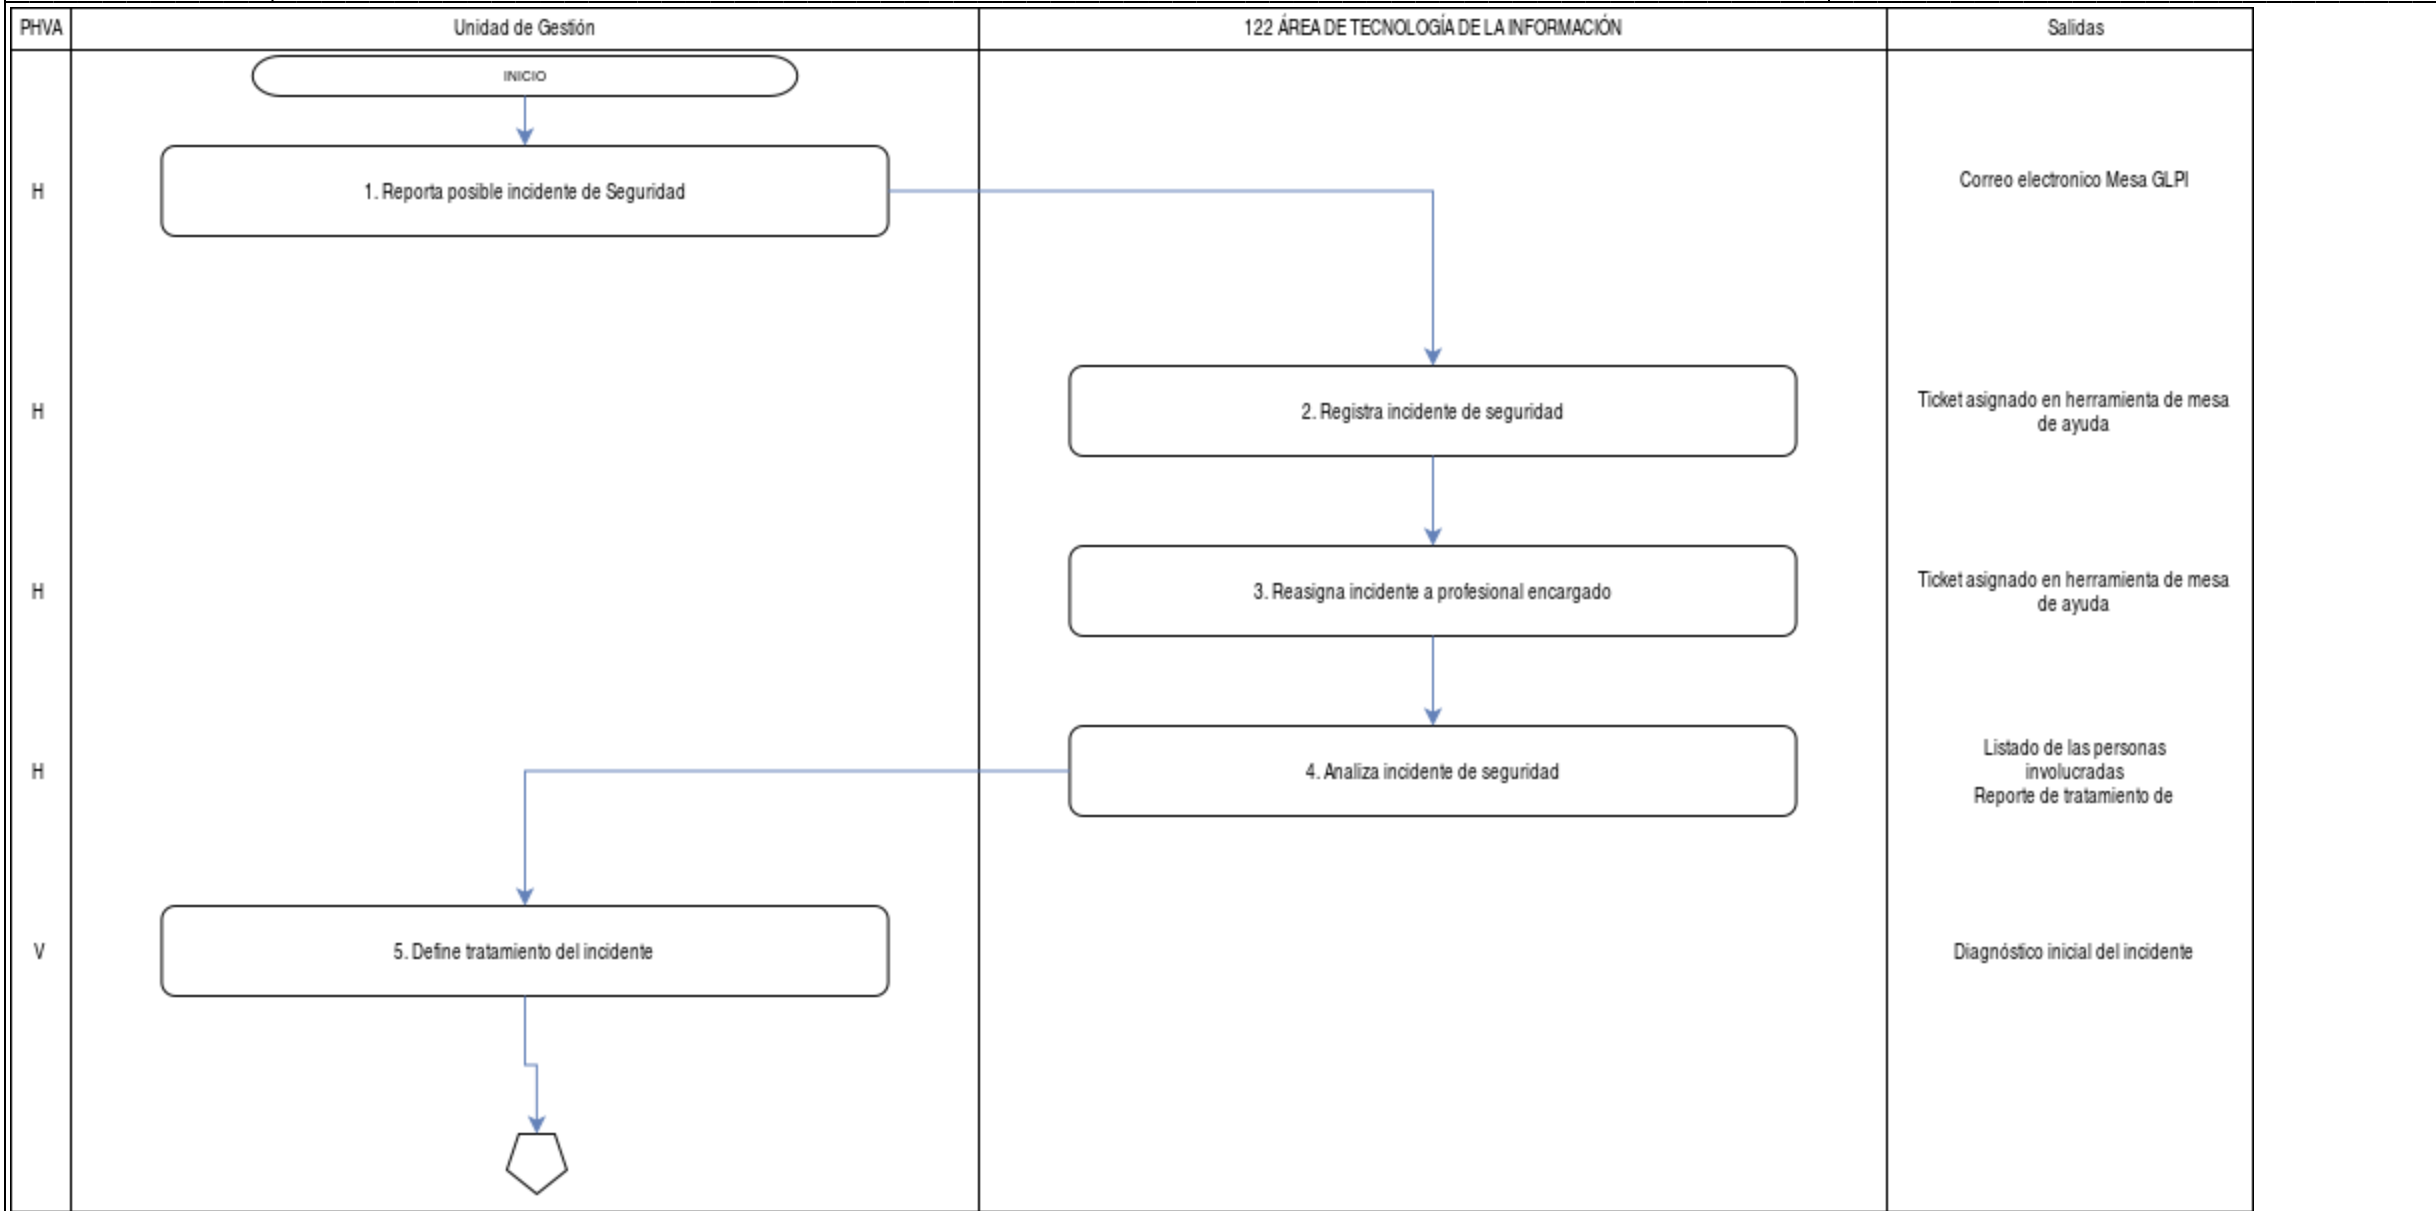 PHVA
Unidad de Gestión
122 ÁREA DE TECNOLOGÍA DE LA INFORMACIÓN
Salidas
INICIO
H
1. Reporta posible incidente de Seguridad
Correo electronico Mesa GLPI
H
2. Registra incidente de seguridad
Ticket asignado en herramienta de mesa
de ayuda
H
3. Reasigna incidente a profesional encargado
Ticket asignado en herramienta de mesa
de ayuda
H
4. Analiza incidente de seguridad
Listado de las personas
involucradas
Reporte de tratamiento de
V
5. Define tratamiento del incidente
Diagnóstico inicial del incidente